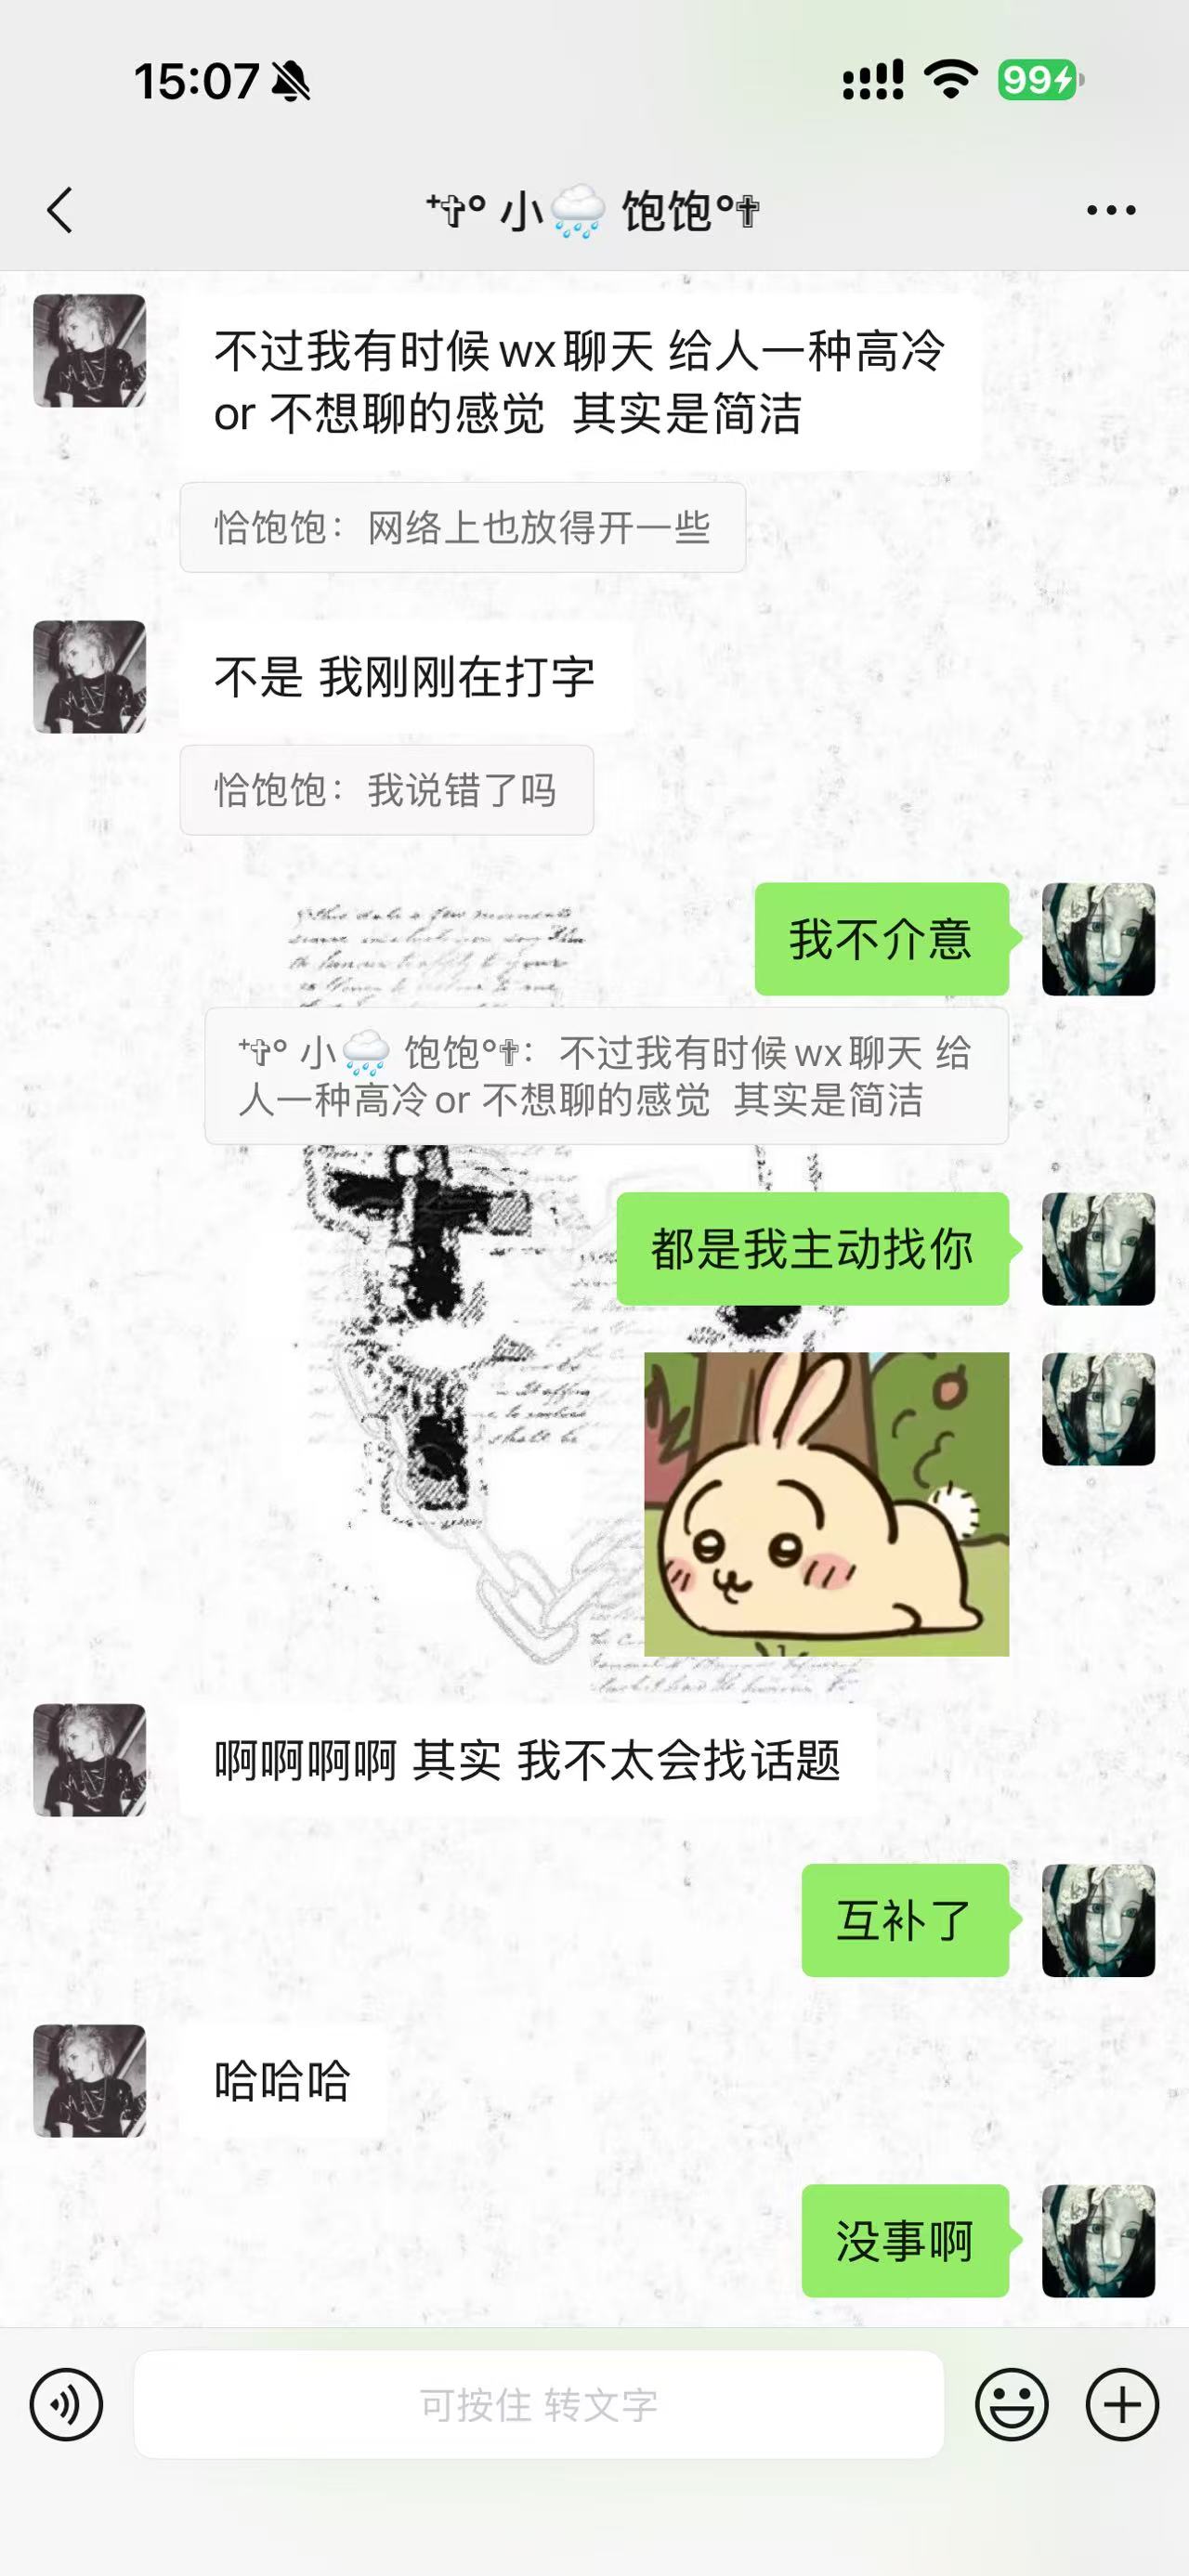 15:07
99
⁺✞° 小🌧️ 饱饱°✟
不过我有时候wx聊天 给人一种高冷
or 不想聊的感觉  其实是简洁
恰饱饱：网络上也放得开一些
不是 我刚刚在打字
恰饱饱：我说错了吗
我不介意
⁺✞° 小🌧️ 饱饱°✟：不过我有时候wx聊天 给
人一种高冷or 不想聊的感觉  其实是简洁
都是我主动找你
啊啊啊啊 其实 我不太会找话题
互补了
哈哈哈
没事啊
可按住 转文字